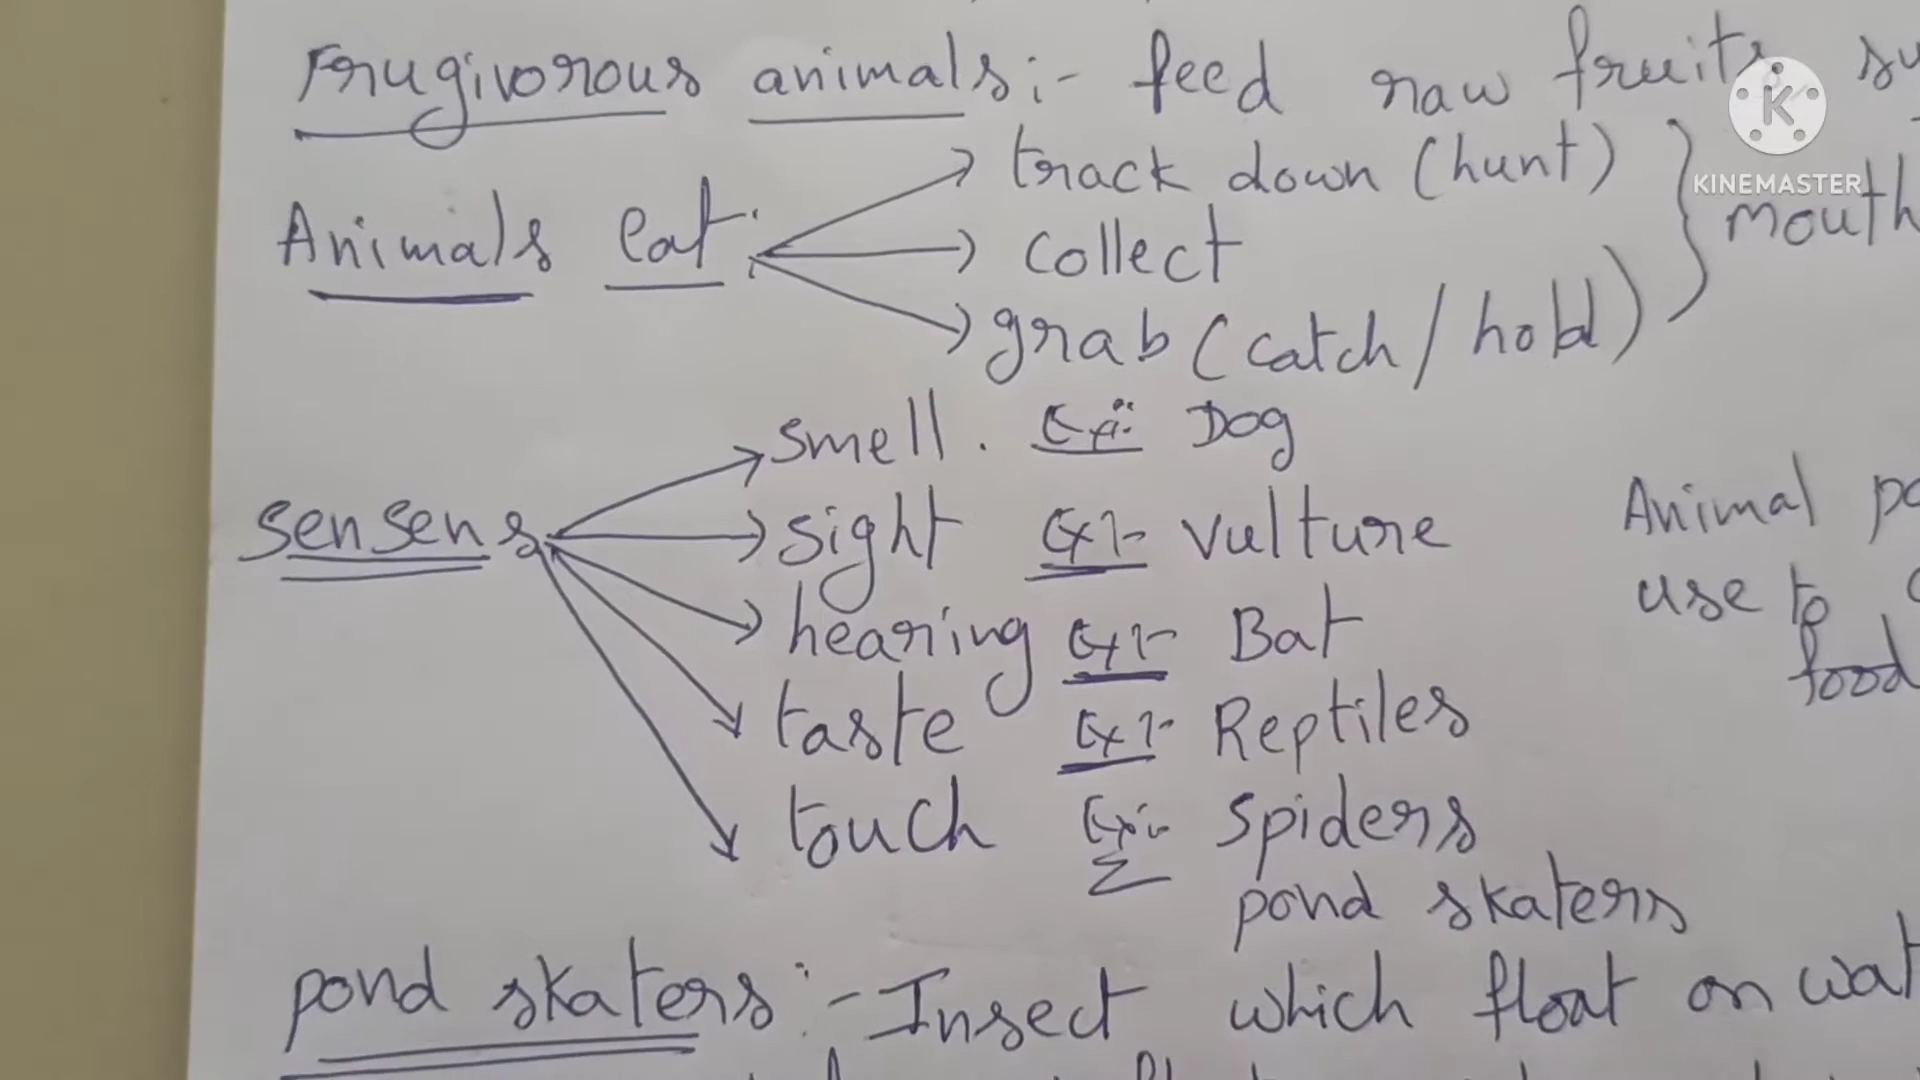 Frugivorous animals:- feed raw fruits
KINEMASTER
Animals eat: → track down (hunt)
→ collect
→ grab (catch / hold)
} mouth
sensens → smell. Ex:- Dog
→ sight Ex:- vulture
→ hearing Ex:- Bat
→ taste Ex:- Reptiles
→ touch Ex:- spiders
pond skaters
Animal
use to
food
pond skaters:- Insect which float on wat